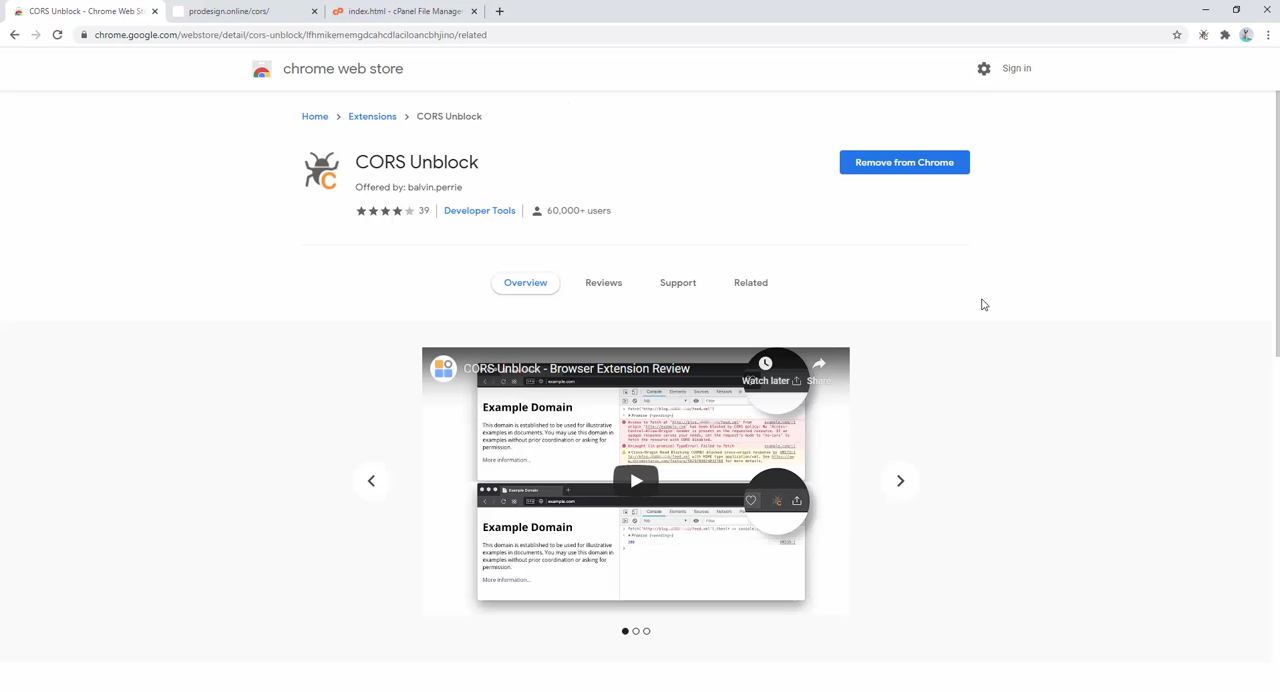 CORS Unblock - Chrome Web St
prodesign.online/cors/
index.html - cPanel File Manage
chrome.google.com/webstore/detail/cors-unblock/lfhmikememgdcahcdlaciloancbhjino/related
chrome web store
Sign in
Home > Extensions > CORS Unblock
CORS Unblock
Remove from Chrome
Offered by: balvin.perrie
39 | Developer Tools | 60,000+ users
Overview
Reviews
Support
Related
CORS Unblock - Browser Extension Review
Watch later
Share
example.com
Example Domain
This domain is established to be used for illustrative
examples in documents. You may use this domain in
examples without prior coordination or asking for
permission.
More information...
Example Domain
example.com
Example Domain
This domain is established to be used for illustrative
examples in documents. You may use this domain in
examples without prior coordination or asking for
permission.
More information...